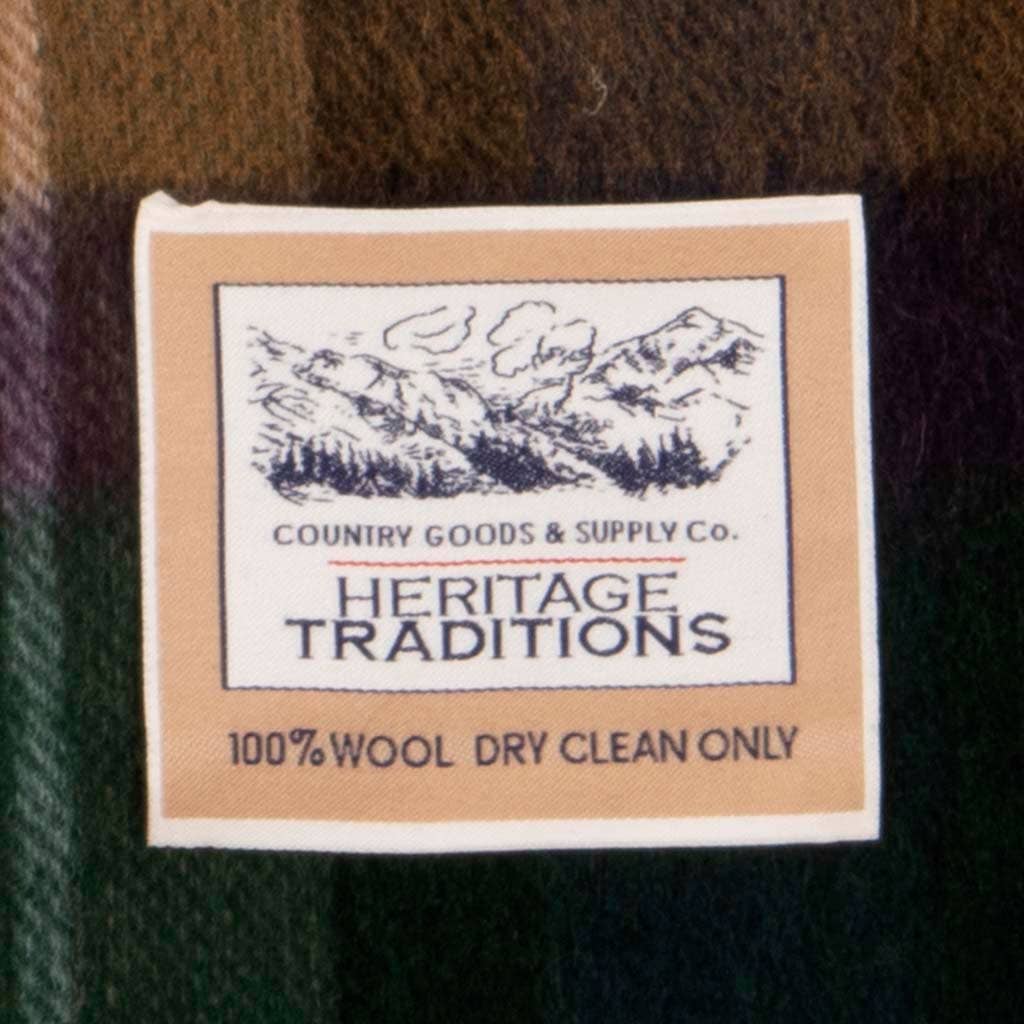 COUNTRY GOODS & SUPPLY Co.
HERITAGE
TRADITIONS
100% WOOL DRY CLEAN ONLY